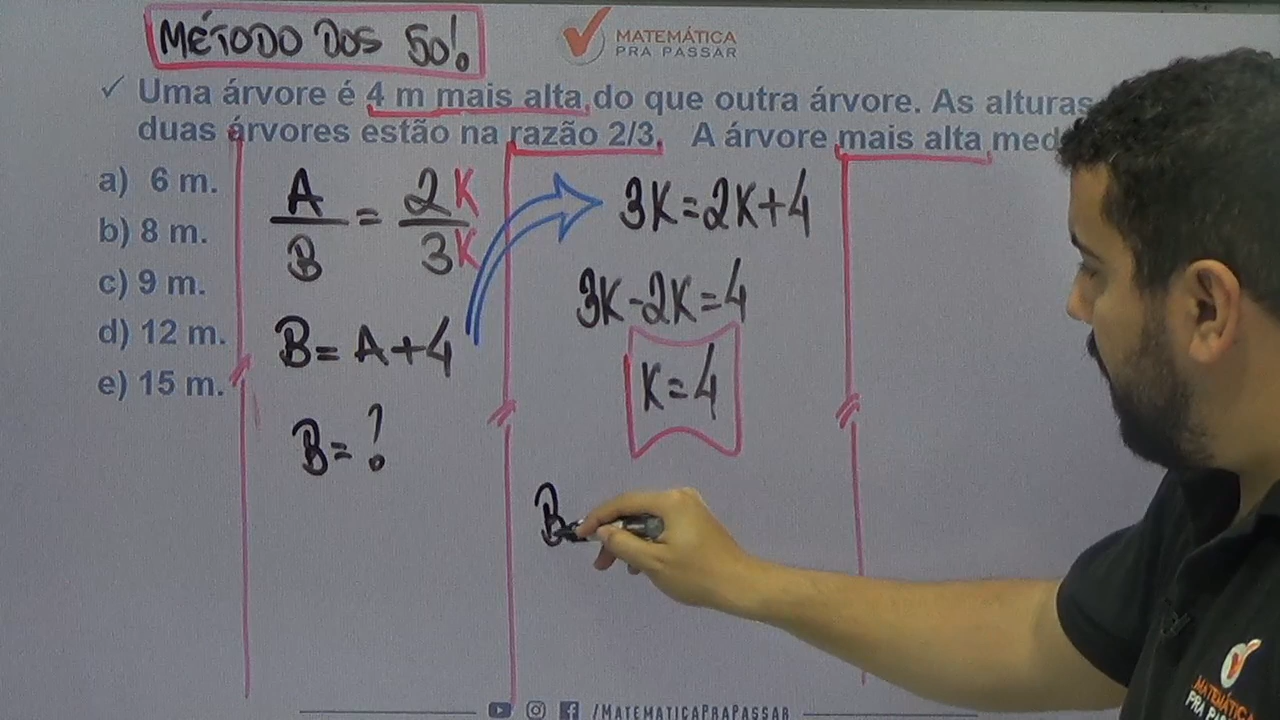 MÉTODO DOS 50!
MATEMÁTICA
PRA PASSAR
✓ Uma árvore é 4 m mais alta do que outra árvore. As alturas
duas árvores estão na razão 2/3. A árvore mais alta
a) 6 m.
b) 8 m.
c) 9 m.
d) 12 m.
e) 15 m.
A/B = 2K/3K
B = A + 4
B = ?
3K = 2K + 4
3K - 2K = 4
K = 4
B=
MATEMÁTICA
/MATEMATICAPRAPASSAR